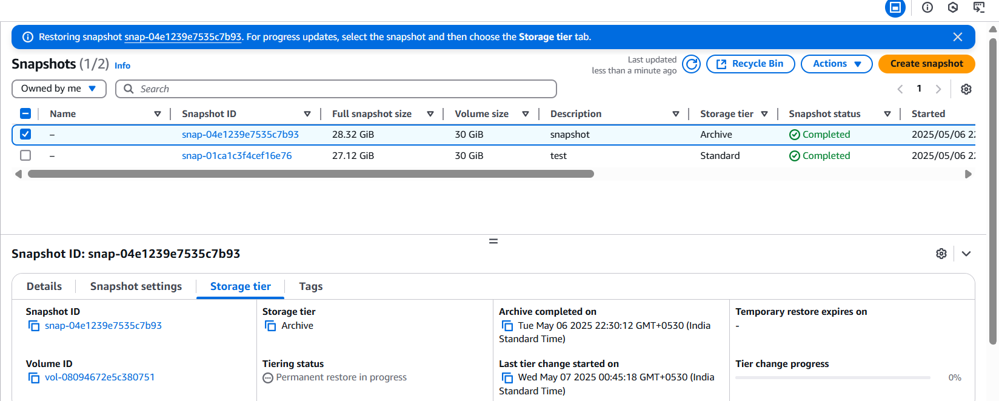 Restoring snapshot snap-04e1239e7535c7b93. For progress updates, select the snapshot and then choose the Storage tier tab.
Snapshots (1/2) Info
Last updated
less than a minute ago
Recycle Bin
Actions
Create snapshot
Owned by me
Search
1
Name Snapshot ID Full snapshot size Volume size Description Storage tier Snapshot status Started
– snap-04e1239e7535c7b93 28.32 GiB 30 GiB snapshot Archive Completed 2025/05/06 22
– snap-01ca1c3f4cef16e76 27.12 GiB 30 GiB test Standard Completed 2025/05/06 22
Snapshot ID: snap-04e1239e7535c7b93
Details Snapshot settings Storage tier Tags
Snapshot ID
snap-04e1239e7535c7b93
Storage tier
Archive
Archive completed on
Tue May 06 2025 22:30:12 GMT+0530 (India
Standard Time)
Temporary restore expires on
-
Volume ID
vol-08094672e5c380751
Tiering status
Permanent restore in progress
Last tier change started on
Wed May 07 2025 00:45:18 GMT+0530 (India
Standard Time)
Tier change progress
0%